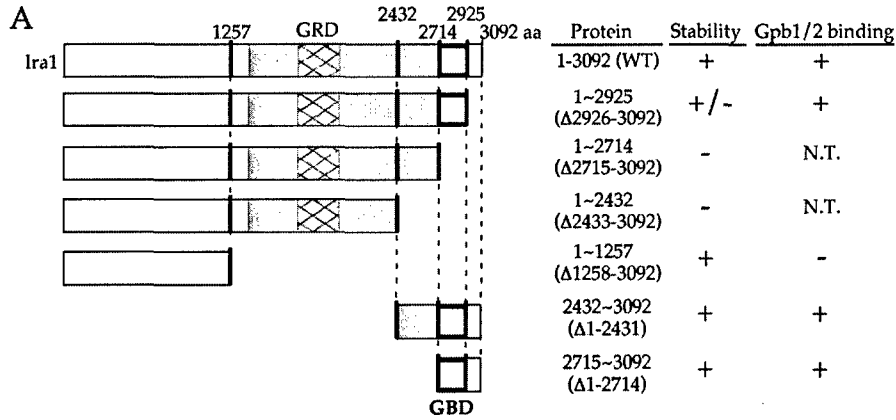 A
GRD
2432
2925
1257
2714
3092 aa
Protein
Stability
Gpb1/2 binding
Ira1
1-3092 (WT)
+
+
1~2925
(Δ2926-3092)
+/-
+
1~2714
(Δ2715-3092)
-
N.T.
1~2432
(Δ2433-3092)
-
N.T.
1~1257
(Δ1258-3092)
+
-
2432~3092
(Δ1-2431)
+
+
2715~3092
(Δ1-2714)
+
+
GBD